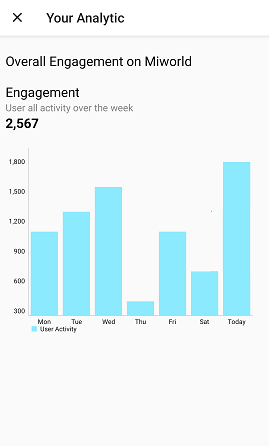 Your Analytic
Overall Engagement on Miworld
Engagement
User all activity over the week
2,567
1,800
1,500
1,200
900
600
300
Mon Tue Wed Thu Fri Sat Today
User Activity